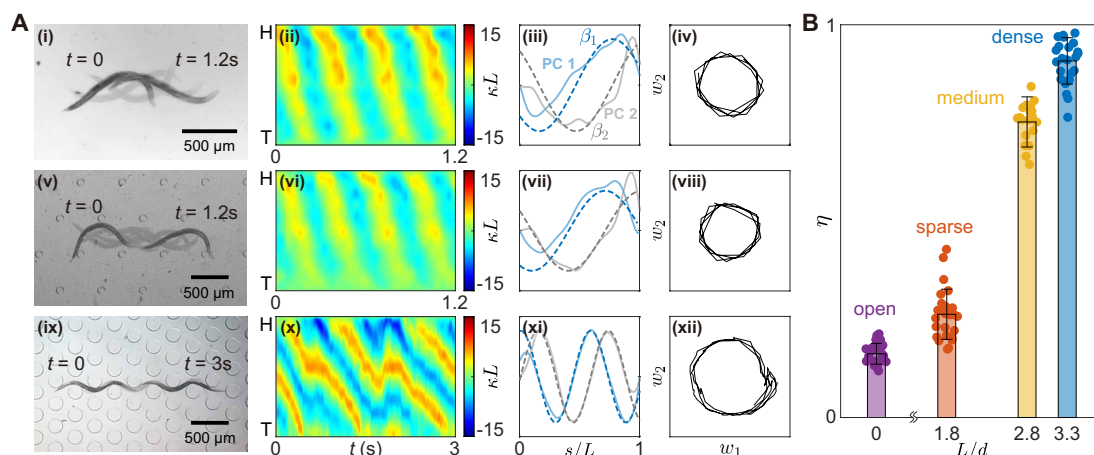 A
B
(i)
t = 0
t = 1.2s
500 μm
(ii)
H
T
0
1.2
15
-15
κL
(iii)
β1
PC 1
PC 2
β2
(iv)
w2
(v)
t = 0
t = 1.2s
500 μm
(vi)
H
T
0
1.2
15
-15
κL
(vii)
(viii)
w2
(ix)
t = 0
t = 3s
500 μm
(x)
H
T
0
t (s)
3
15
-15
κL
(xi)
0
s/L
1
(xii)
w2
w1
1
η
0
open
sparse
medium
dense
0
1.8
2.8
3.3
L/d